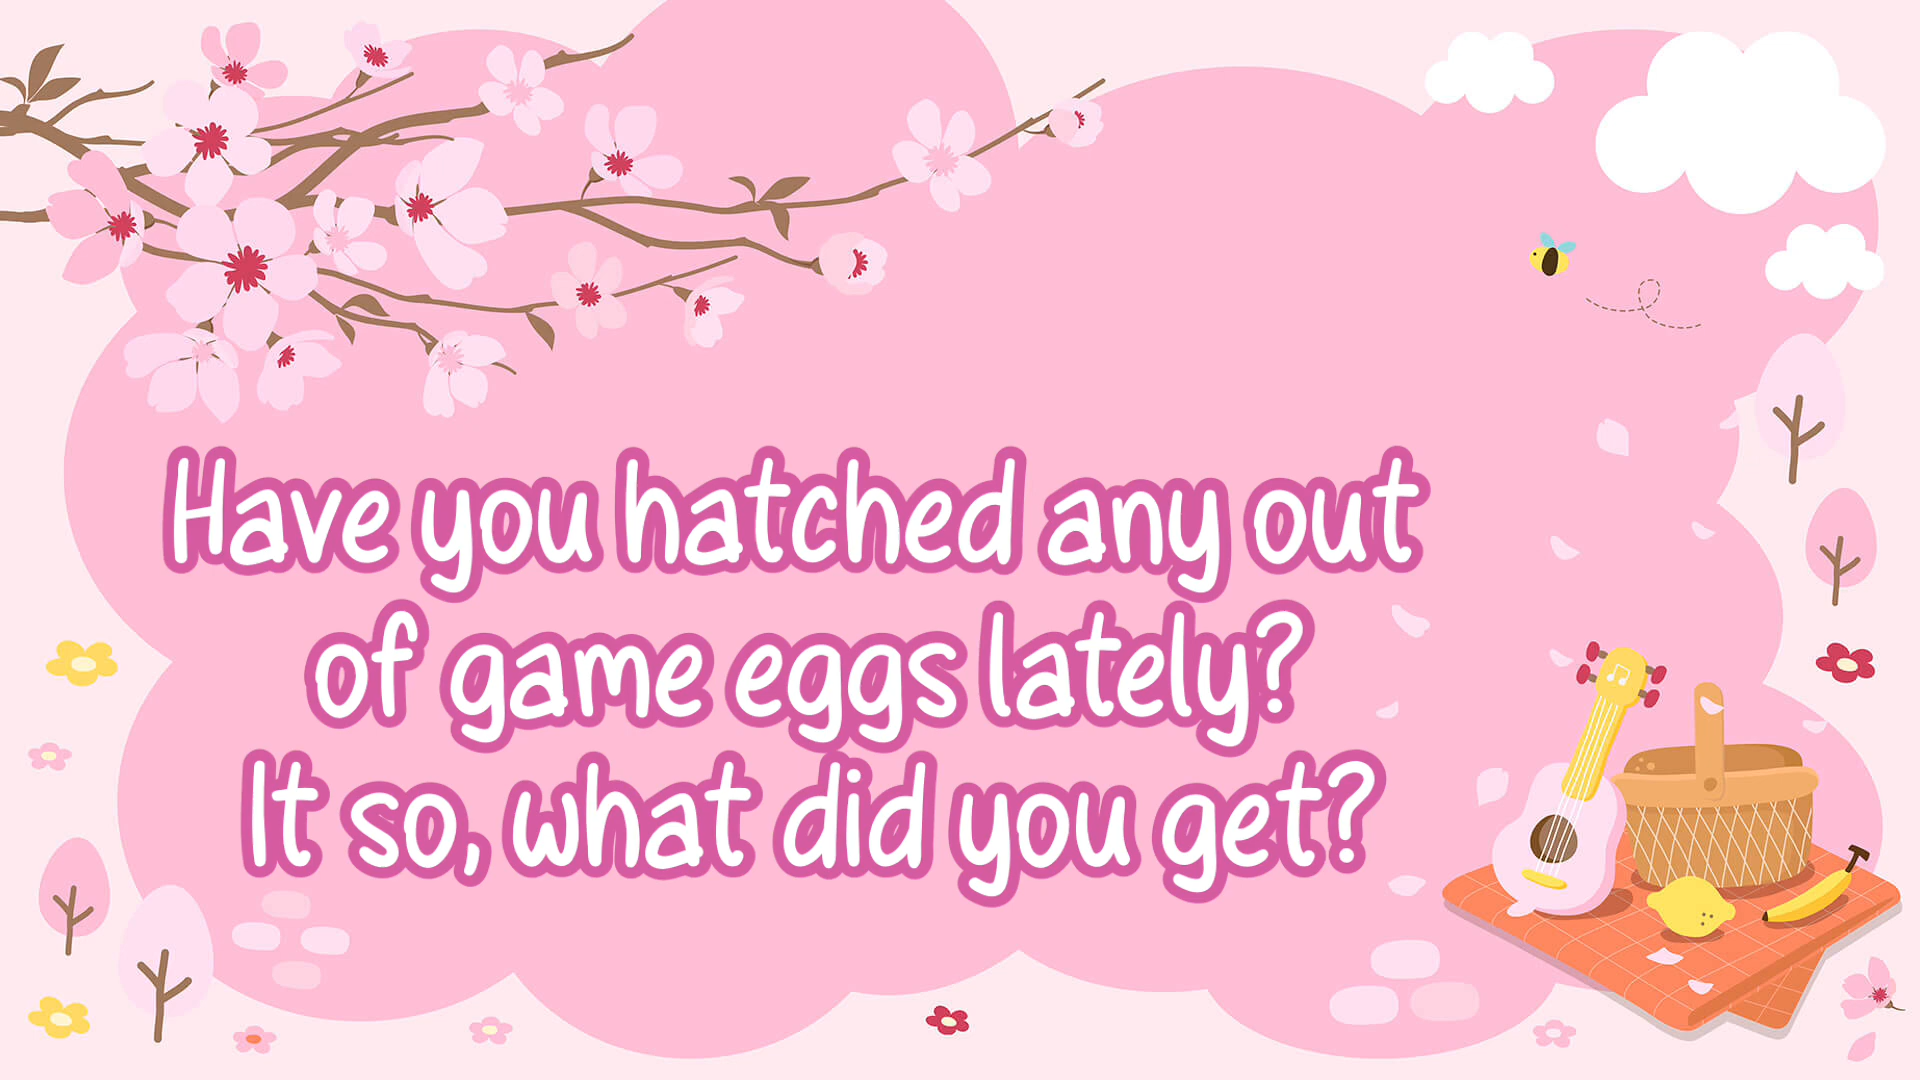 Have you hatched any out
of game eggs lately?
It so, what did you get?